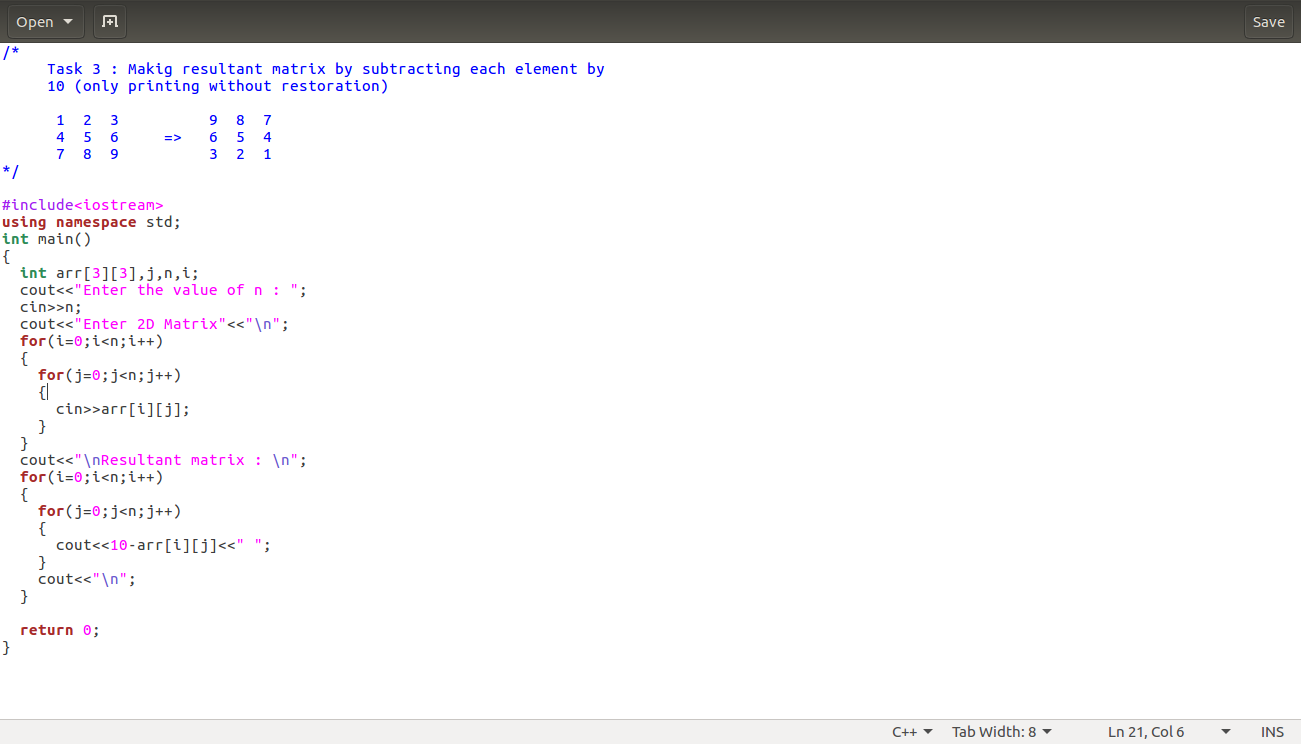 Open
Save
/*
     Task 3 : Makig resultant matrix by subtracting each element by
     10 (only printing without restoration)

      1  2  3          9  8  7
      4  5  6     =>   6  5  4
      7  8  9          3  2  1
*/

#include<iostream>
using namespace std;
int main()
{
  int arr[3][3],j,n,i;
  cout<<"Enter the value of n : ";
  cin>>n;
  cout<<"Enter 2D Matrix"<<"\n";
  for(i=0;i<n;i++)
  {
    for(j=0;j<n;j++)
    {
      cin>>arr[i][j];
    }
  }
  cout<<"\nResultant matrix : \n";
  for(i=0;i<n;i++)
  {
    for(j=0;j<n;j++)
    {
      cout<<10-arr[i][j]<<" ";
    }
    cout<<"\n";
  }

  return 0;
}
C++ Tab Width: 8 Ln 21, Col 6 INS